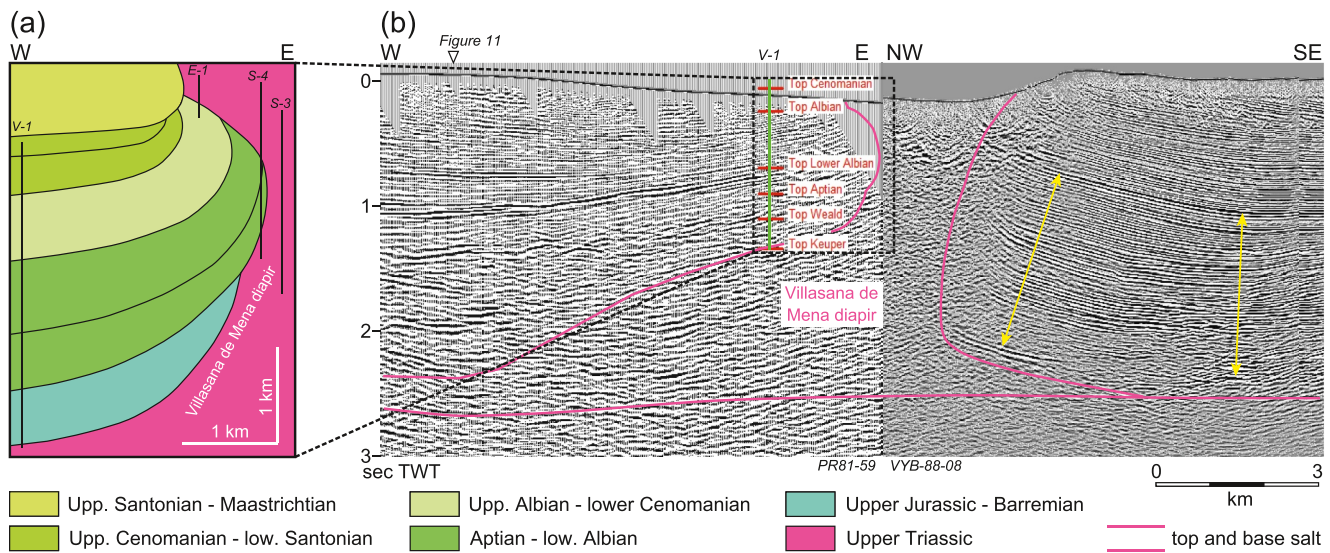 (a)
(b)
W
E
Figure 11
W
V-1
E
NW
SE
E-1
S-4
S-3
V-1
Villasana de Mena diapir
1 km
1 km
0
1
2
3
sec TWT
Top Cenomanian
Top Albian
Top Lower Albian
Top Aptian
Top Weald
Top Keuper
Villasana de
Mena diapir
PR81-59
VYB-88-08
0
3
km
Upp. Santonian - Maastrichtian
Upp. Albian - lower Cenomanian
Upper Jurassic - Barremian
Upp. Cenomanian - low. Santonian
Aptian - low. Albian
Upper Triassic
top and base salt